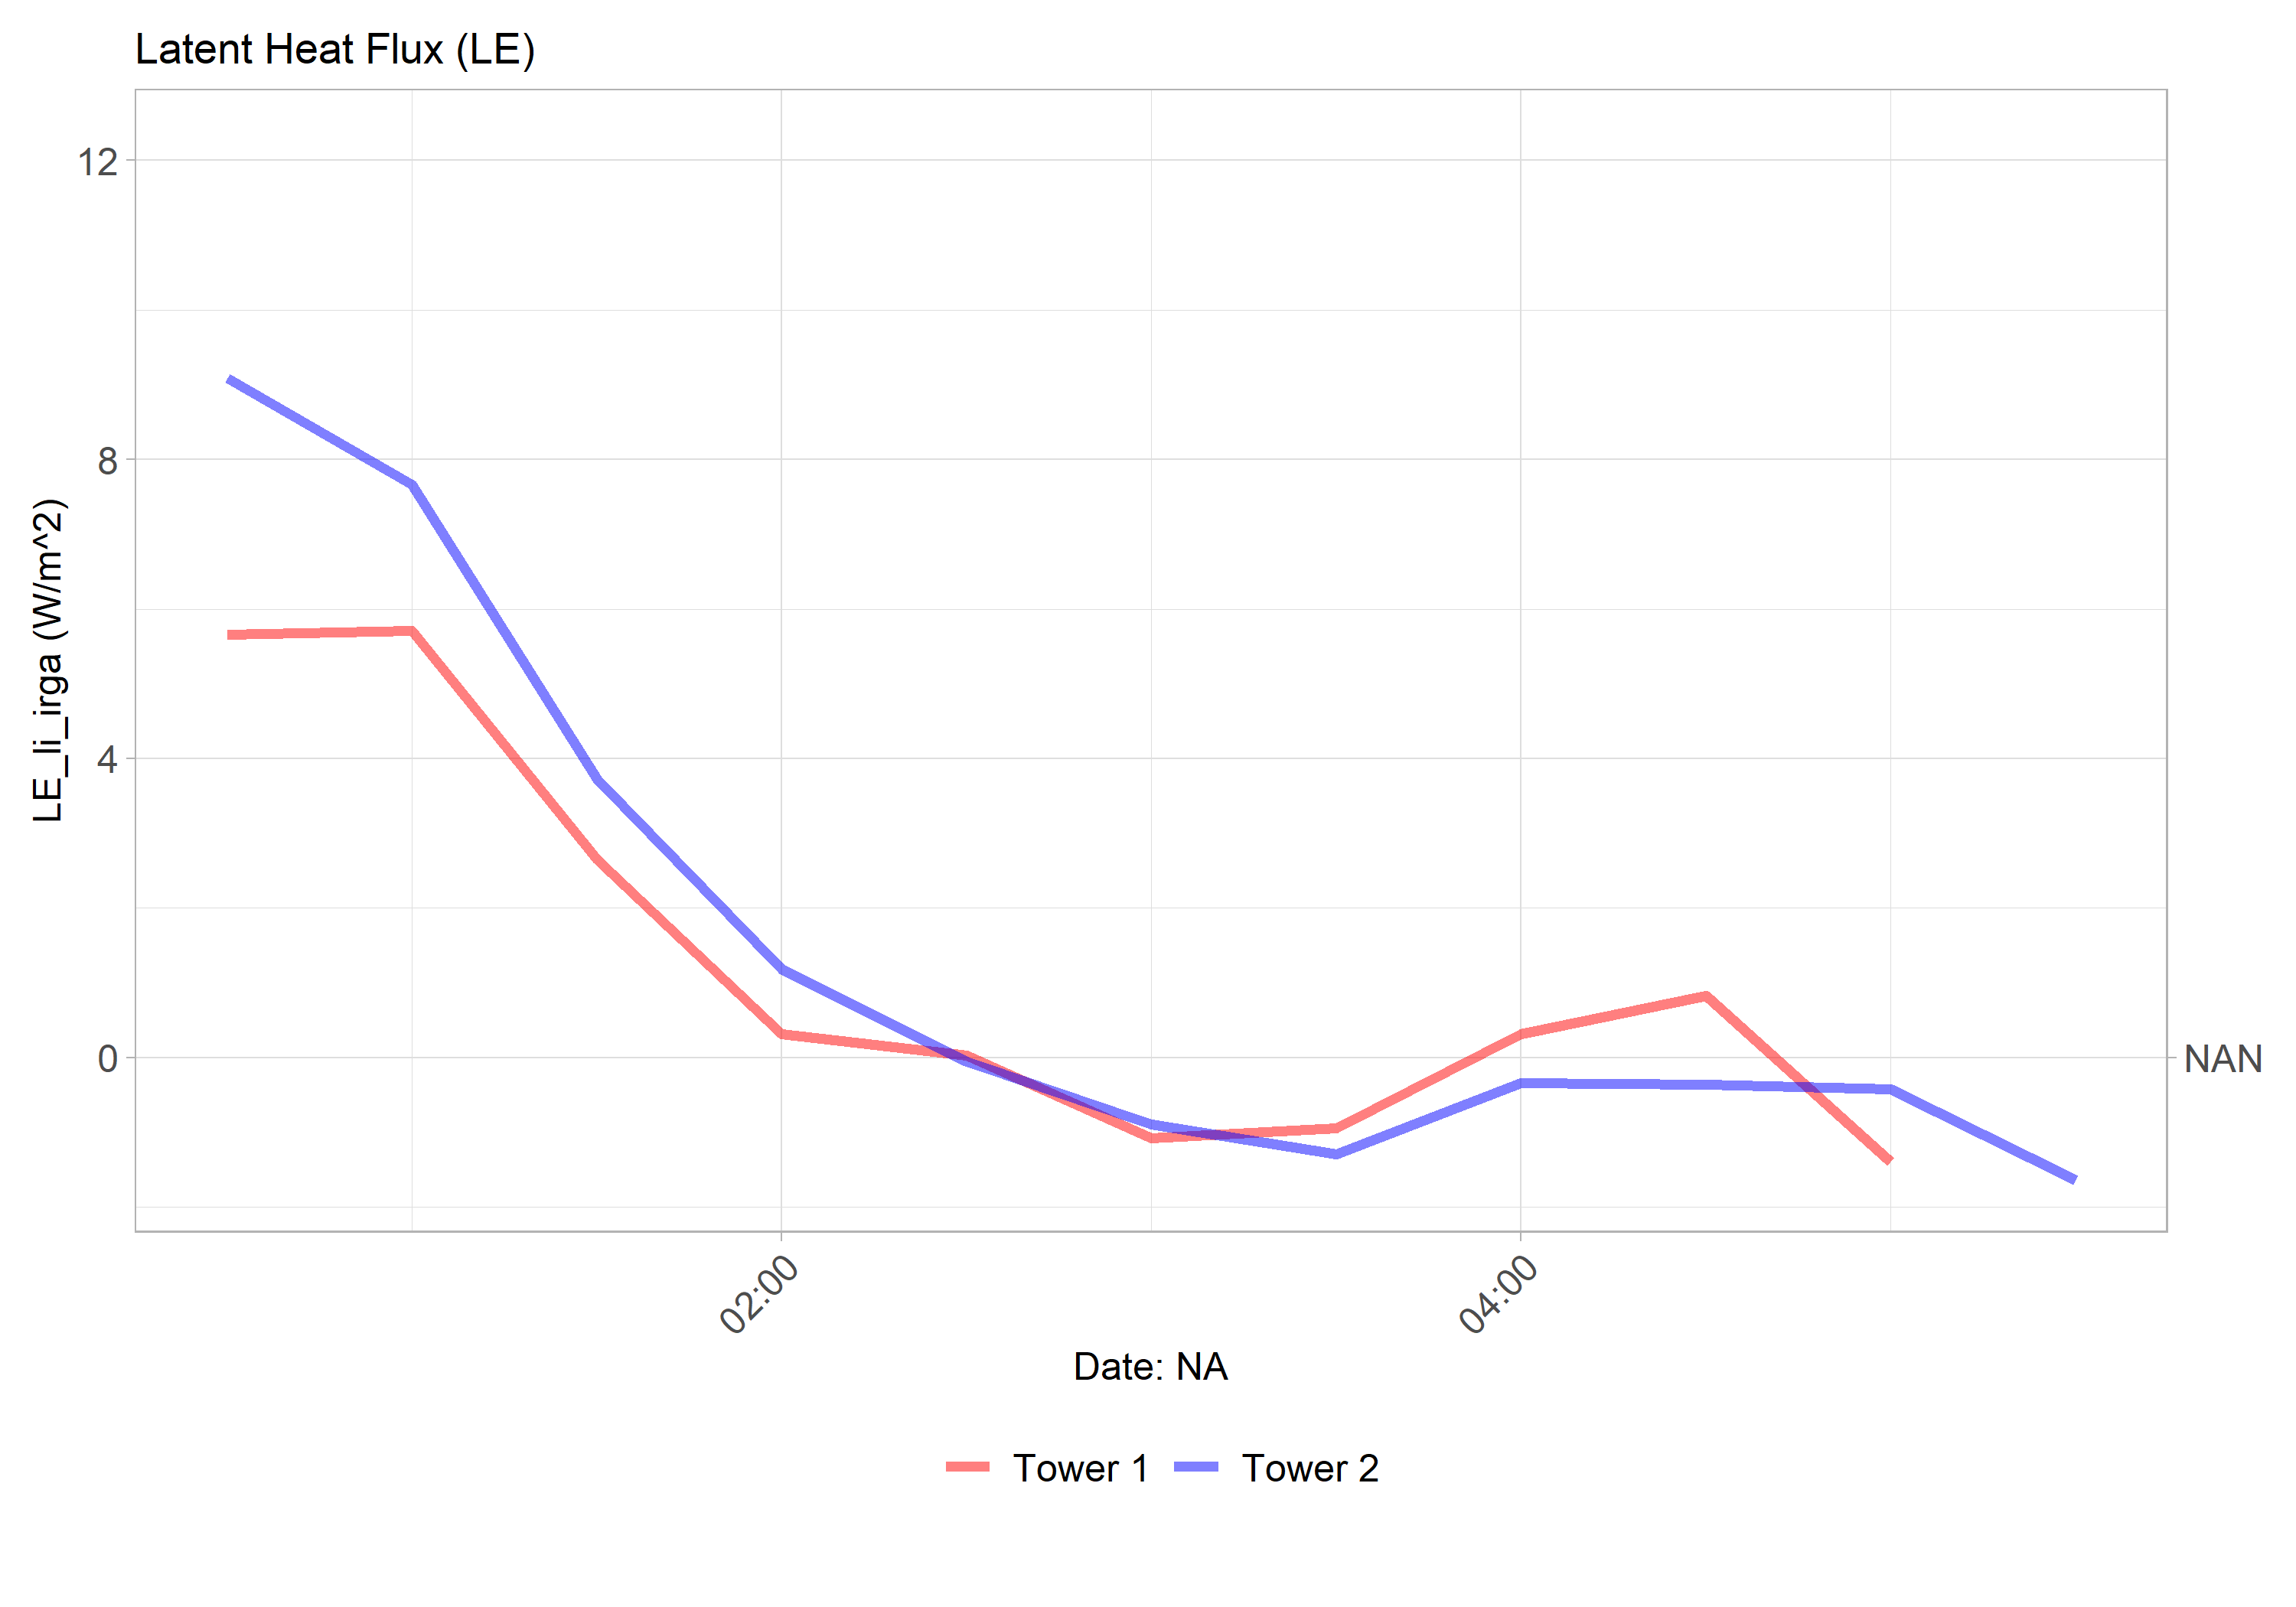 Latent Heat Flux (LE)
LE_li_irga (W/m^2)
12
8
4
0
NAN
02:00
04:00
Date: NA
Tower 1
Tower 2